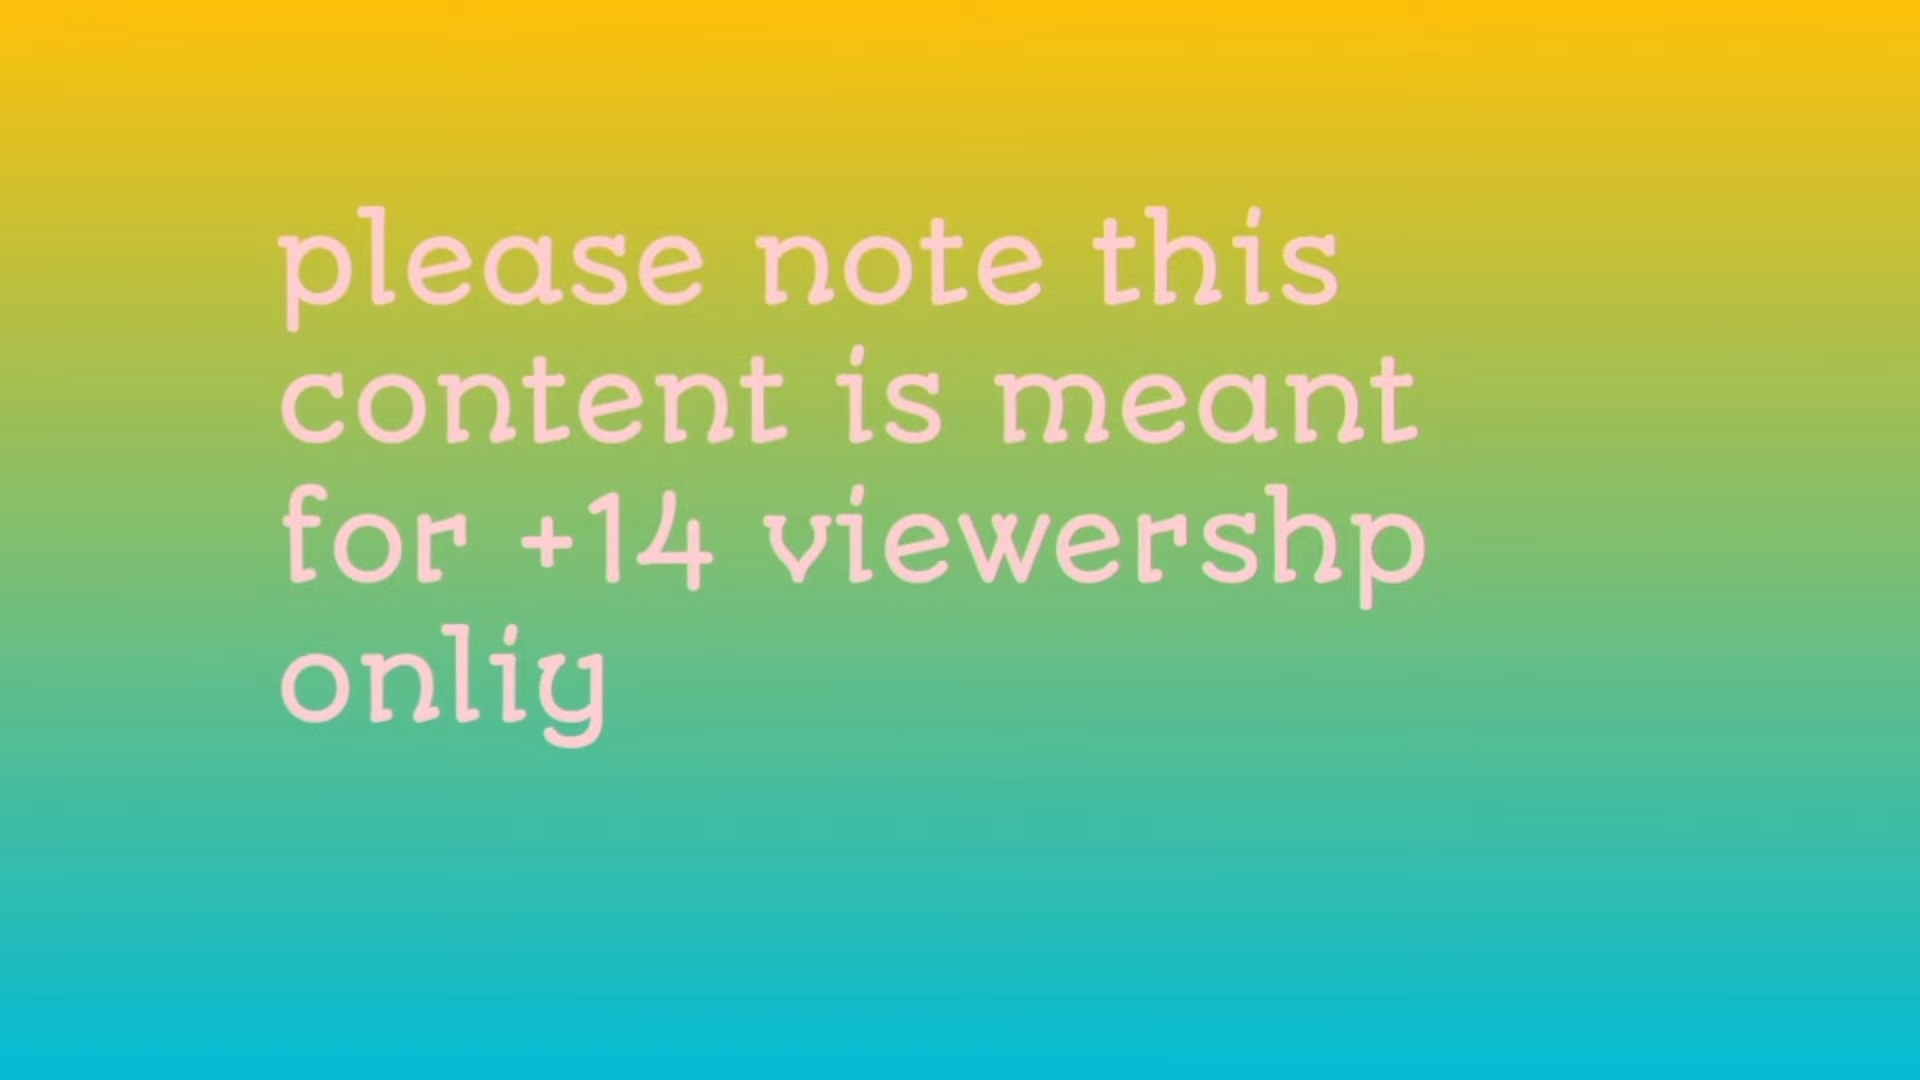 please note this
content is meant
for +14 viewershp
onliy